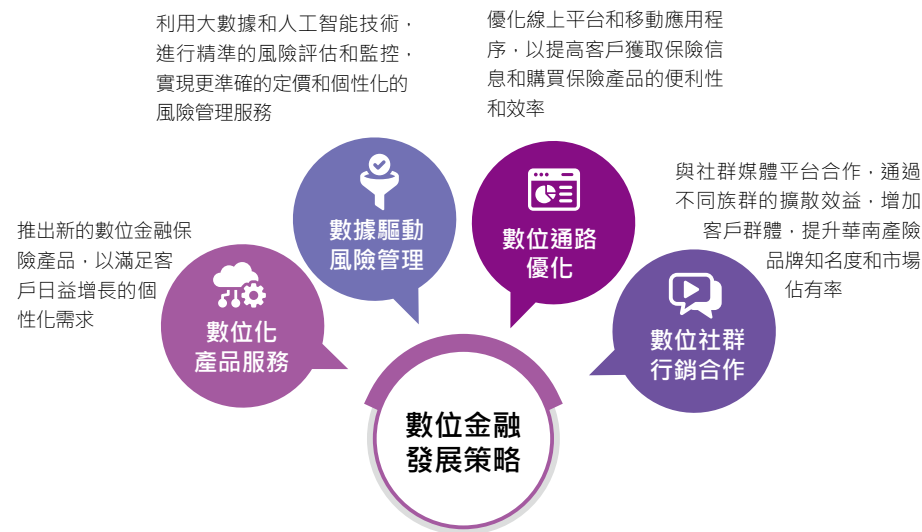 利用大數據和人工智能技術，
進行精準的風險評估和監控，
實現更準確的定價和個性化的
風險管理服務
優化線上平台和移動應用程
序，以提高客戶獲取保險信
息和購買保險產品的便利性
和效率
推出新的數位金融保
險產品，以滿足客
戶日益增長的個
性化需求
與社群媒體平台合作，通過
不同族群的擴散效益，增加
客戶群體，提升華南產險
品牌知名度和市場
佔有率
數位化
產品服務
數據驅動
風險管理
數位通路
優化
數位社群
行銷合作
數位金融
發展策略